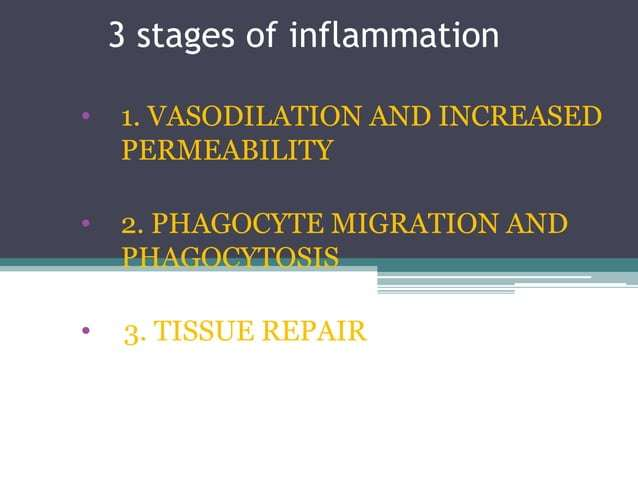 3 stages of inflammation
• 1. VASODILATION AND INCREASED
PERMEABILITY
• 2. PHAGOCYTE MIGRATION AND
PHAGOCYTOSIS
• 3. TISSUE REPAIR